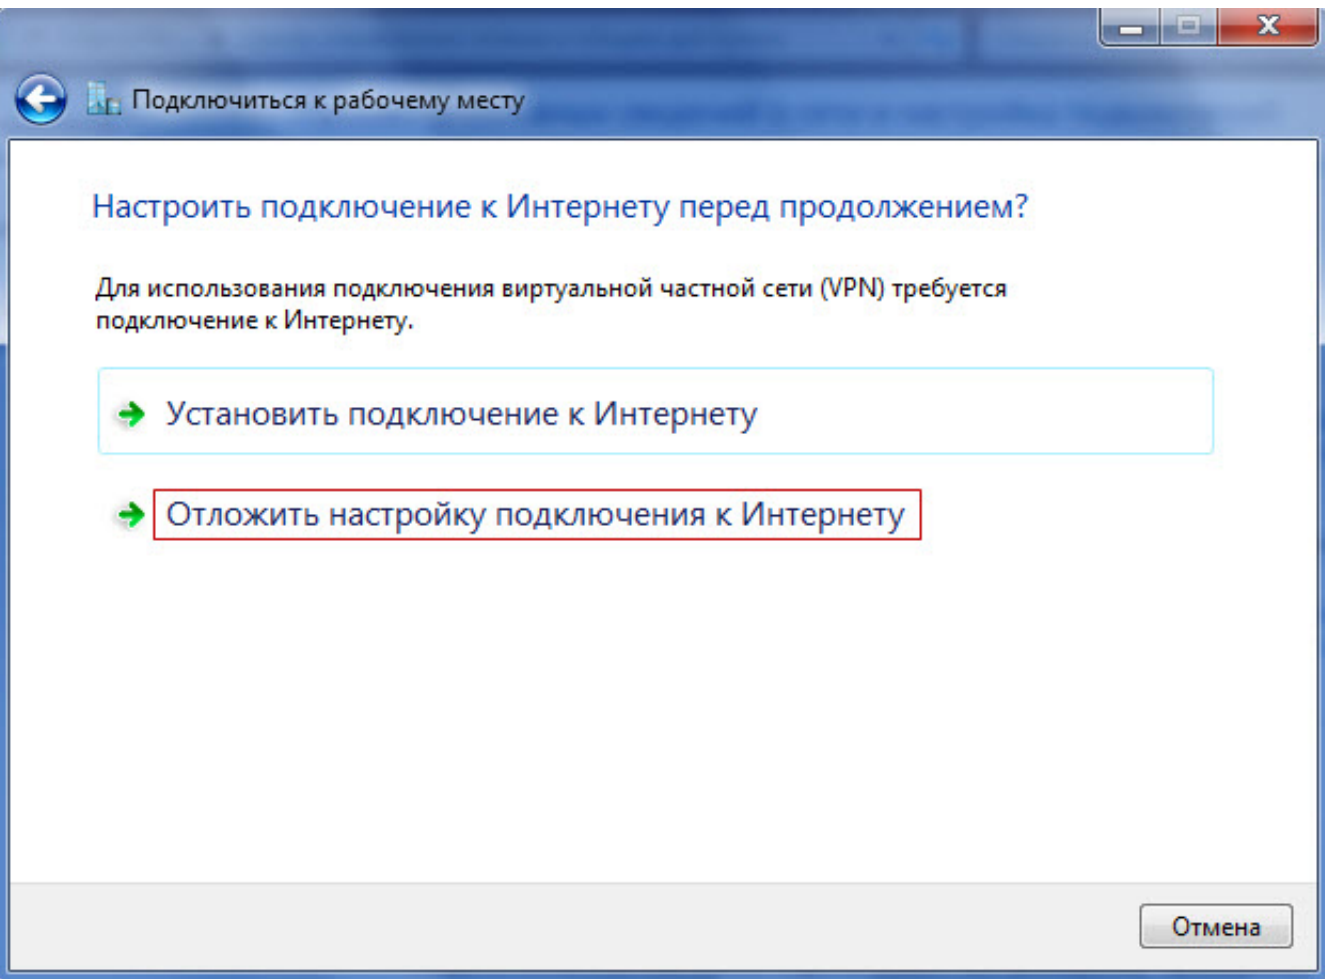 Подключиться к рабочему месту
Настроить подключение к Интернету перед продолжением?
Для использования подключения виртуальной частной сети (VPN) требуется
подключение к Интернету.
Установить подключение к Интернету
Отложить настройку подключения к Интернету
Отмена